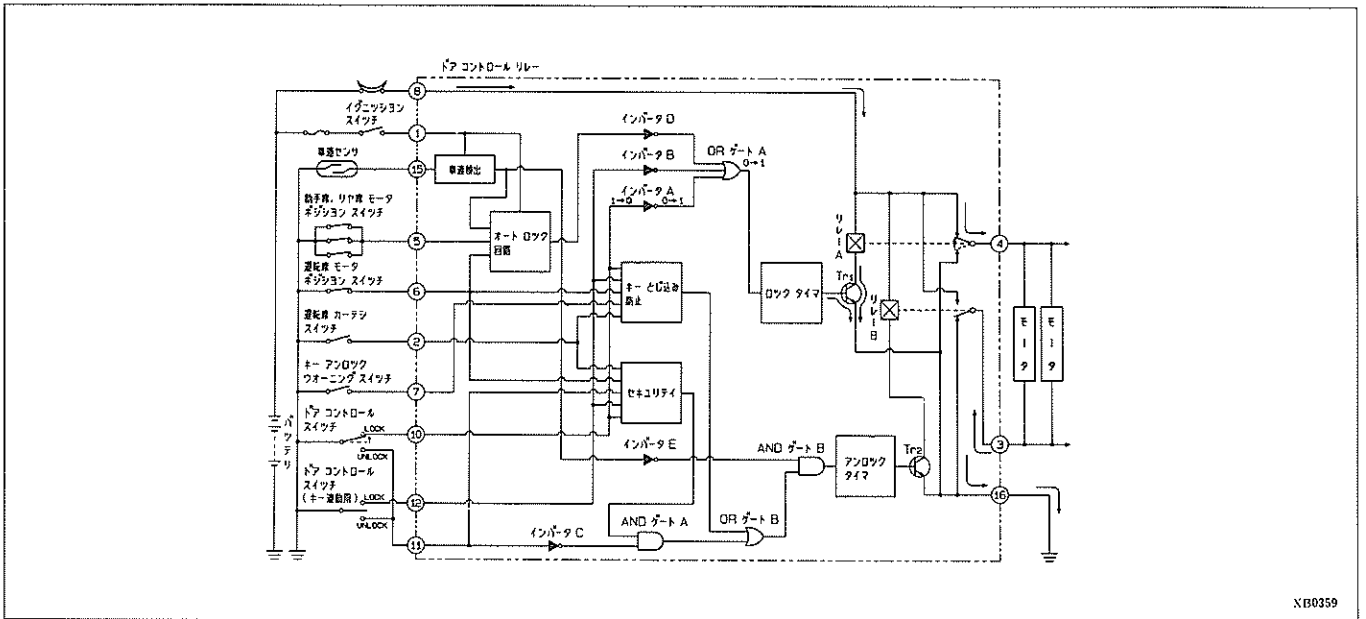 ドア コントロール リレー
8
イグニッション
スイッチ
1
車速センサ
15
車速検出
助手席、リヤ席 モータ
ポジション スイッチ
5
オート ロック
回路
運転席 モータ
ポジション スイッチ
6
運転席 カーテシ
スイッチ
2
キー アンロック
ウオーニング スイッチ
7
ドア コントロール
スイッチ
LOCK
10
UNLOCK
ドア コントロール
スイッチ
(キー連動用)
LOCK
12
UNLOCK
11
バッテリ
インバータ D
インバータ B
インバータ A
1→0
0→1
OR ゲート A
0→1
キー とじ込み
防止
セキュリティ
インバータ E
インバータ C
AND ゲート A
OR ゲート B
AND ゲート B
ロック タイマ
アンロック
タイマ
Tr1
Tr2
リレーA
リレーB
4
モータ
モータ
3
16
XB0359